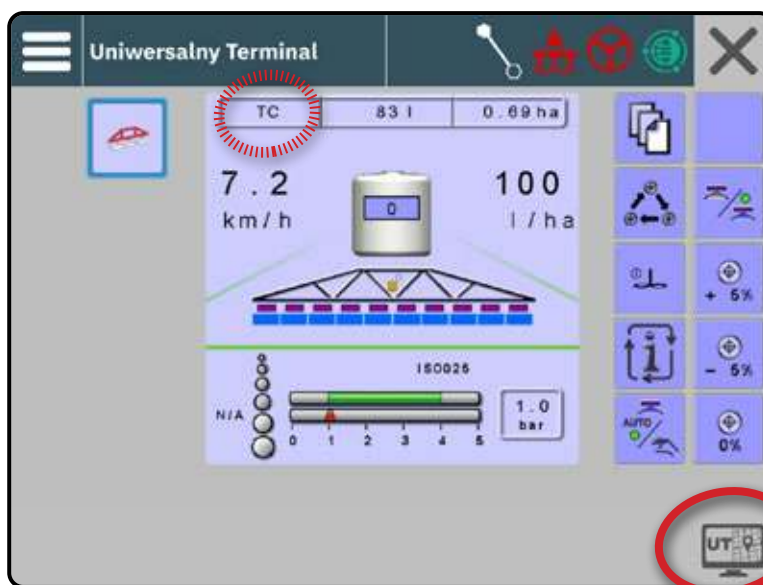 Uniwersalny Terminal
TC 83 l 0.69 ha
7.2 100
km/h l/ha
0
+ 5%
ISO025
- 5%
N/A
1.0
bar
0 1 2 3 4 5
AUTO
0%
UT